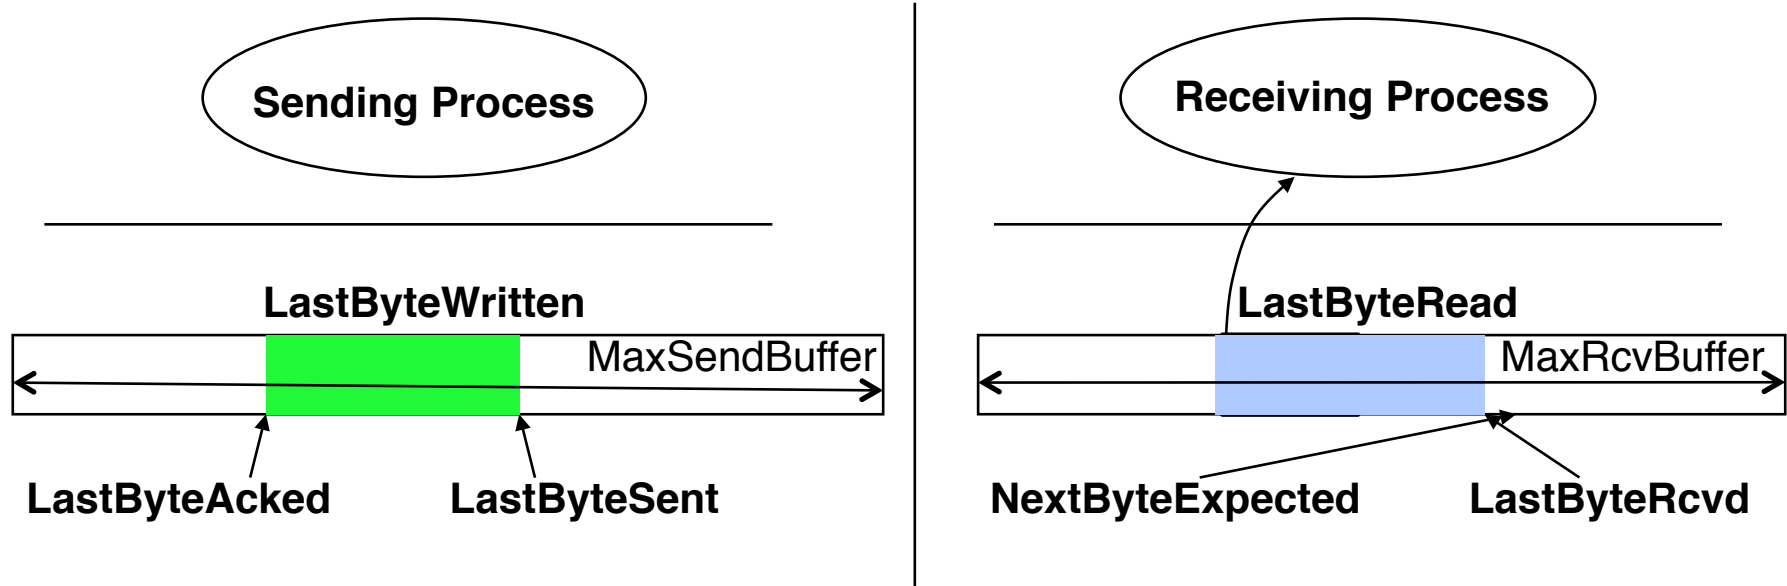 Sending Process
LastByteWritten
MaxSendBuffer
LastByteAcked
LastByteSent
Receiving Process
LastByteRead
MaxRcvBuffer
NextByteExpected
LastByteRcvd